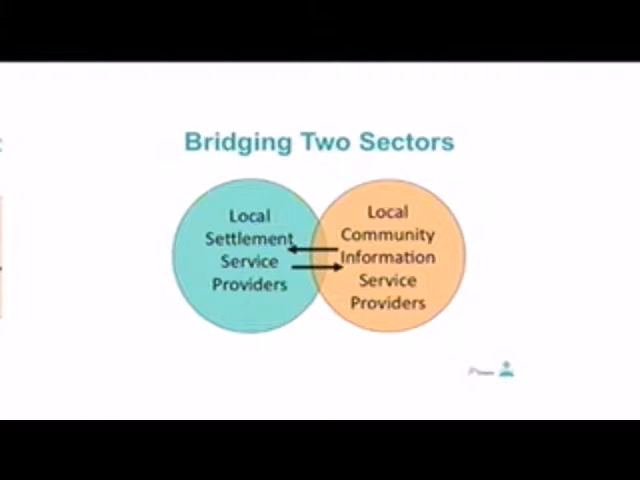 Bridging Two Sectors
Local
Settlement
Service
Providers
Local
Community
Information
Service
Providers